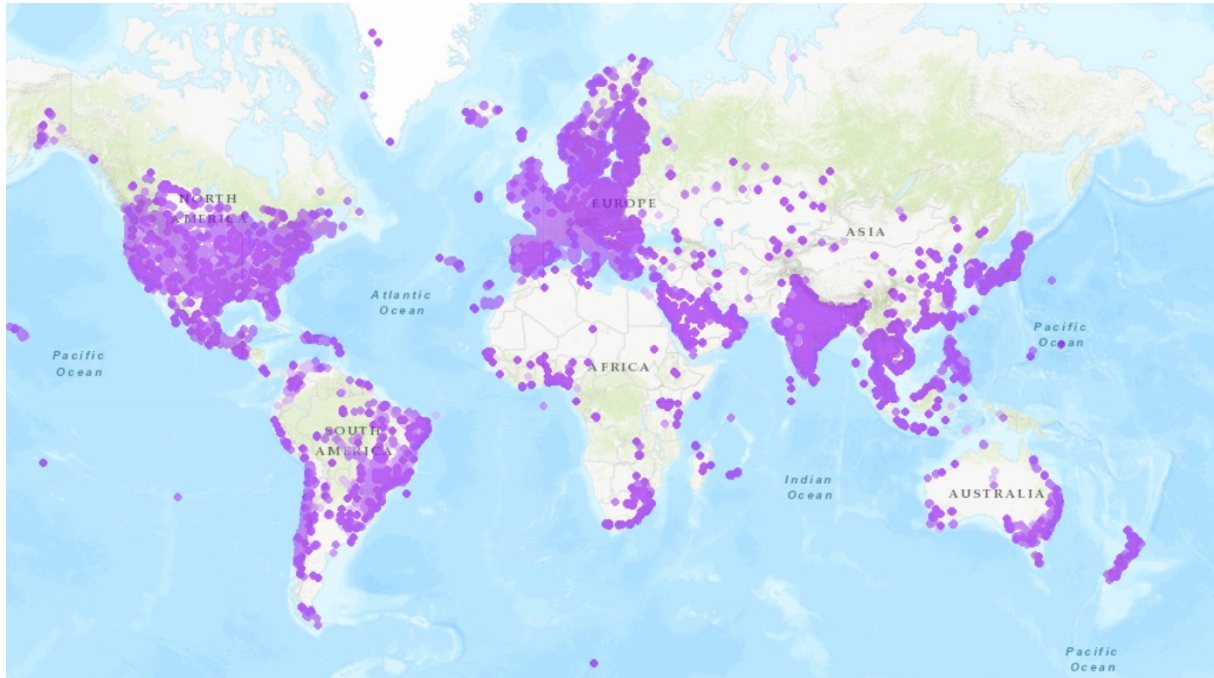 NORTH
AMERICA
EUROPE
ASIA
Atlantic
Ocean
Pacific
Ocean
Pacific
Ocean
AFRICA
SOUTH
AMERICA
Indian
Ocean
AUSTRALIA
Pacific
Ocean